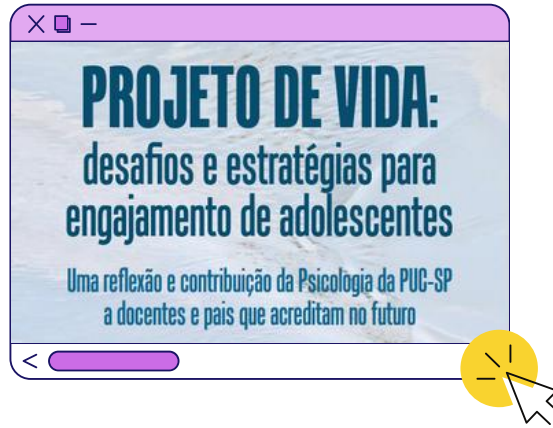 PROJETO DE VIDA:
desafios e estratégias para
engajamento de adolescentes
Uma reflexão e contribuição da Psicologia da PUC-SP
a docentes e pais que acreditam no futuro